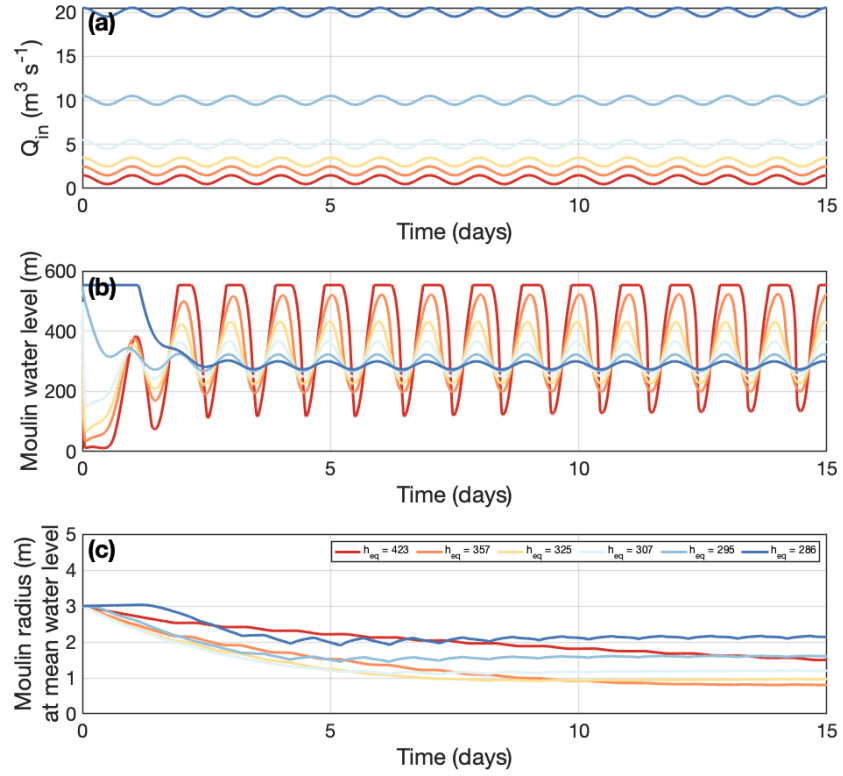 (a)
Q_in (m³ s⁻¹)
20
15
10
5
0
0 5 10 15
Time (days)
(b)
Moulin water level (m)
600
400
200
0
0 5 10 15
Time (days)
(c)
h_eq = 423 h_eq = 357 h_eq = 325 h_eq = 307 h_eq = 295 h_eq = 286
Moulin radius (m)
at mean water level
5
4
3
2
1
0
0 5 10 15
Time (days)